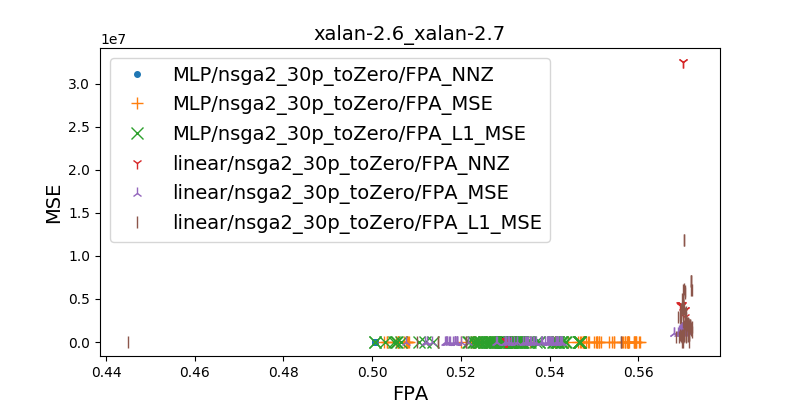 xalan-2.6_xalan-2.7
1e7
MLP/nsga2_30p_toZero/FPA_NNZ
MLP/nsga2_30p_toZero/FPA_MSE
MLP/nsga2_30p_toZero/FPA_L1_MSE
linear/nsga2_30p_toZero/FPA_NNZ
linear/nsga2_30p_toZero/FPA_MSE
linear/nsga2_30p_toZero/FPA_L1_MSE
3.0
2.5
2.0
1.5
1.0
0.5
0.0
MSE
0.44 0.46 0.48 0.50 0.52 0.54 0.56
FPA